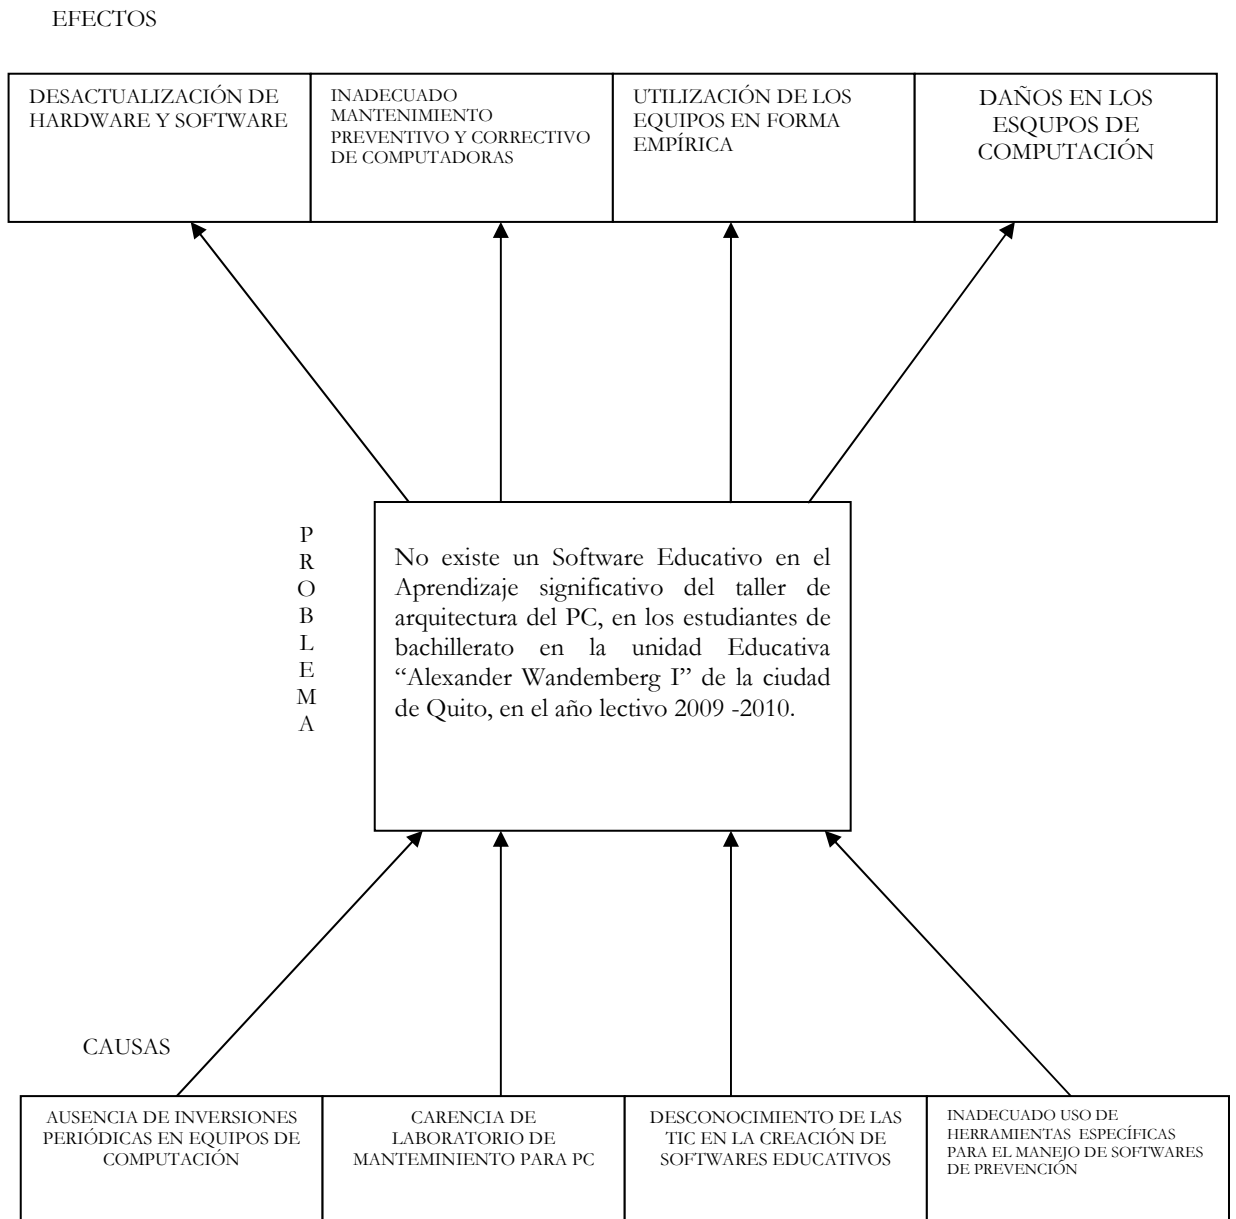 EFECTOS
DESACTUALIZACIÓN DE
HARDWARE Y SOFTWARE
INADECUADO
MANTENIMIENTO
PREVENTIVO Y CORRECTIVO
DE COMPUTADORAS
UTILIZACIÓN DE LOS
EQUIPOS EN FORMA
EMPÍRICA
DAÑOS EN LOS
ESQUPOS DE
COMPUTACIÓN
P
R
O
B
L
E
M
A
No existe un Software Educativo en el
Aprendizaje significativo del taller de
arquitectura del PC, en los estudiantes de
bachillerato en la unidad Educativa
“Alexander Wandemberg I” de la ciudad
de Quito, en el año lectivo 2009 -2010.
CAUSAS
AUSENCIA DE INVERSIONES
PERIÓDICAS EN EQUIPOS DE
COMPUTACIÓN
CARENCIA DE
LABORATORIO DE
MANTEMINIENTO PARA PC
DESCONOCIMIENTO DE LAS
TIC EN LA CREACIÓN DE
SOFTWARES EDUCATIVOS
INADECUADO USO DE
HERRAMIENTAS ESPECÍFICAS
PARA EL MANEJO DE SOFTWARES
DE PREVENCIÓN